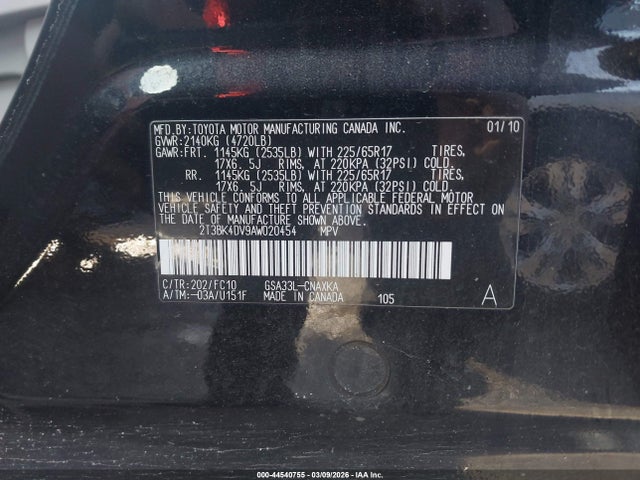 MFD.BY:TOYOTA MOTOR MANUFACTURING CANADA INC. 01/10
GVWR:2140KG (4720LB)
GAWR:FRT. 1145KG (2535LB) WITH 225/65R17 TIRES,
17X6.5J RIMS, AT 220KPA (32PSI) COLD,
RR. 1145KG (2535LB) WITH 225/65R17 TIRES,
17X6.5J RIMS, AT 220KPA (32PSI) COLD,
THIS VEHICLE CONFORMS TO ALL APPLICABLE FEDERAL MOTOR
VEHICLE SAFETY AND THEFT PREVENTION STANDARDS IN EFFECT ON
THE DATE OF MANUFACTURE SHOWN ABOVE.
2T3BK4DV9AW020454 MPV
C/TR:202/FC10 GSA33L-CNAXKA
A/TM:-03A/U151F MADE IN CANADA 105 A
000-44540755 - 03/09/2026 - IAA Inc.